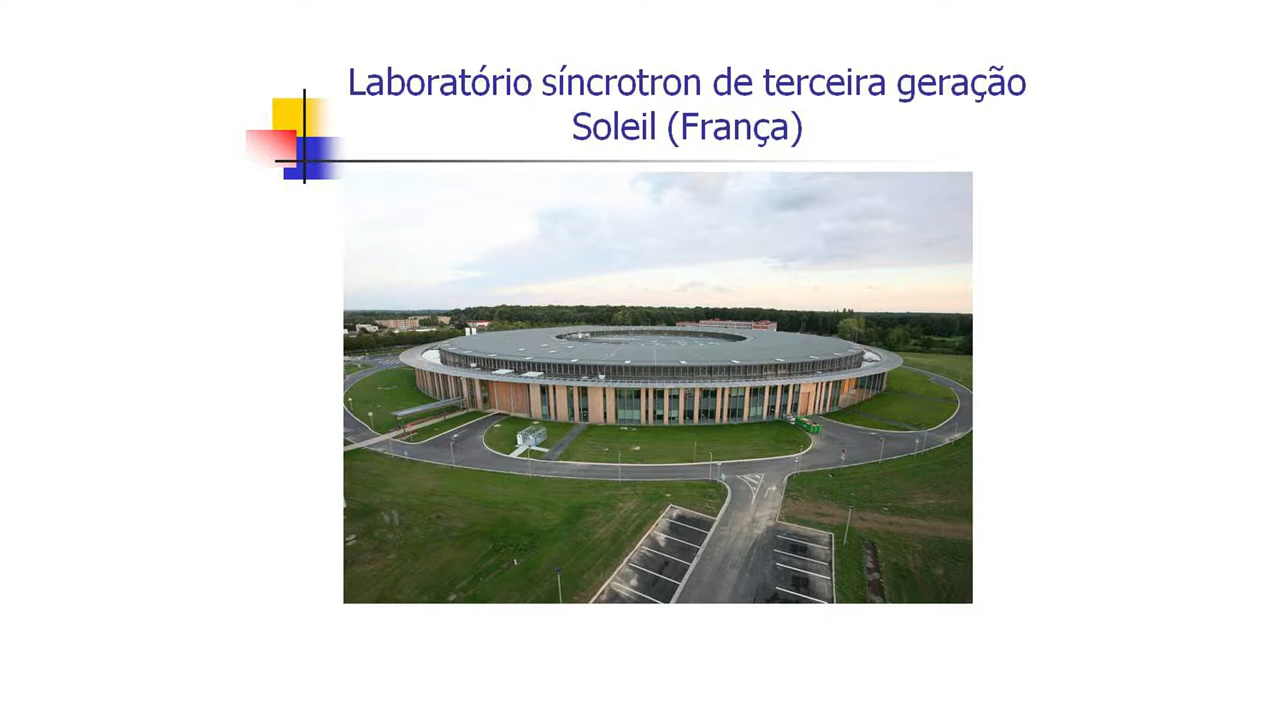 Laboratório síncrotron de terceira geração
Soleil (França)